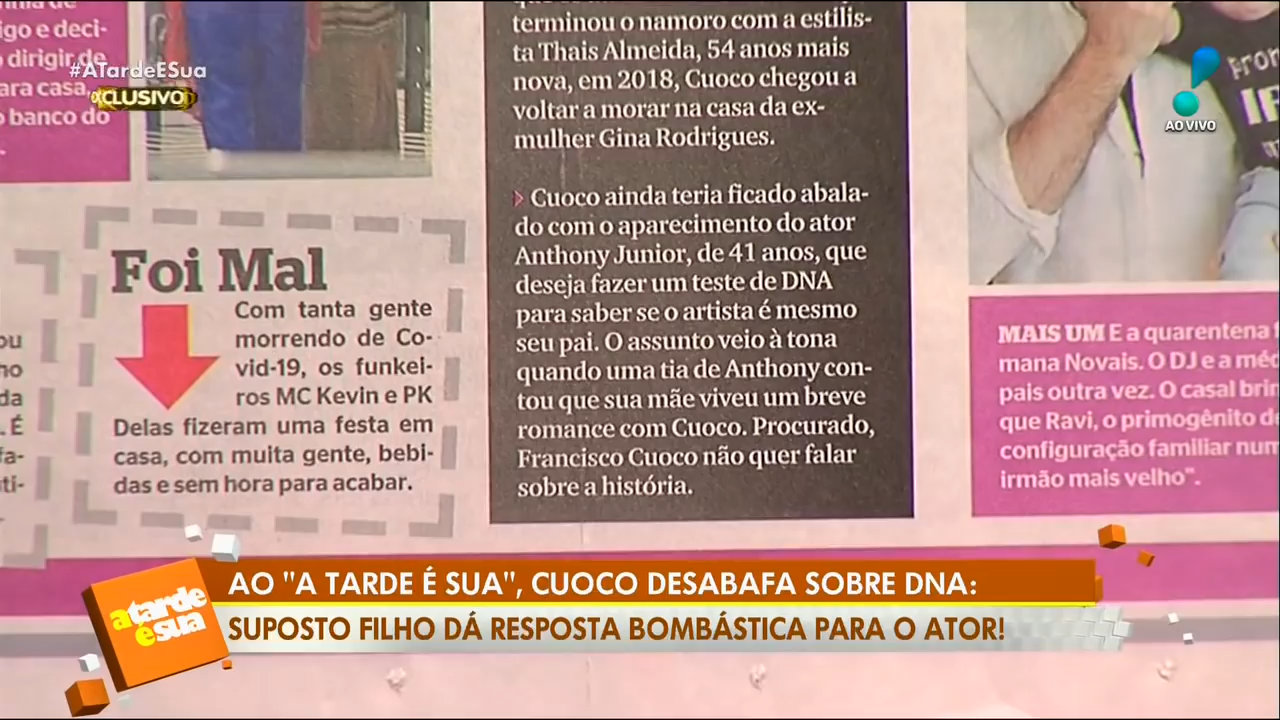 igo e deci-
dirigir de
#ATardeESua
ara casa,
XCLUSIVO
banco do
terminou o namoro com a estilis-
ta Thais Almeida, 54 anos mais
nova, em 2018, Cuoco chegou a
voltar a morar na casa da ex-
mulher Gina Rodrigues.
Cuoco ainda teria ficado abala-
do com o aparecimento do ator
Anthony Junior, de 41 anos, que
deseja fazer um teste de DNA
para saber se o artista é mesmo
seu pai. O assunto veio à tona
quando uma tia de Anthony con-
tou que sua mãe viveu um breve
romance com Cuoco. Procurado,
Francisco Cuoco não quer falar
sobre a história.
AO VIVO
Foi Mal
Com tanta gente
morrendo de Co-
vid-19, os funkei-
ros MC Kevin e PK
Delas fizeram uma festa em
casa, com muita gente, bebi-
das e sem hora para acabar.
MAIS UM E a quarentena
mana Novais. O DJ e a
pais outra vez. O casal
que Ravi, o primogênito
configuração familiar
irmão mais velho".
AO "A TARDE É SUA", CUOCO DESABAFA SOBRE DNA:
SUPOSTO FILHO DÁ RESPOSTA BOMBÁSTICA PARA O ATOR!
a tarde
é sua